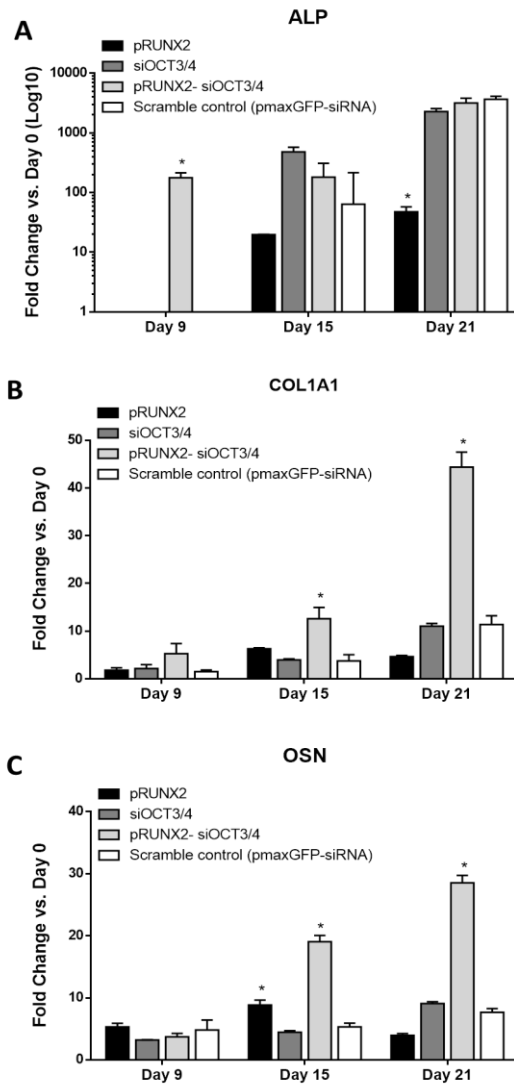 A
ALP
pRUNX2
siOCT3/4
pRUNX2- siOCT3/4
Scramble control (pmaxGFP-siRNA)
Fold Change vs. Day 0 (Log10)
10000
1000
100
10
1
*
*
Day 9 Day 15 Day 21
B
COL1A1
pRUNX2
siOCT3/4
pRUNX2- siOCT3/4
Scramble control (pmaxGFP-siRNA)
Fold Change vs. Day 0
50
40
30
20
10
0
*
*
Day 9 Day 15 Day 21
C
OSN
pRUNX2
siOCT3/4
pRUNX2- siOCT3/4
Scramble control (pmaxGFP-siRNA)
Fold Change vs. Day 0
40
30
20
10
0
*
*
*
Day 9 Day 15 Day 21